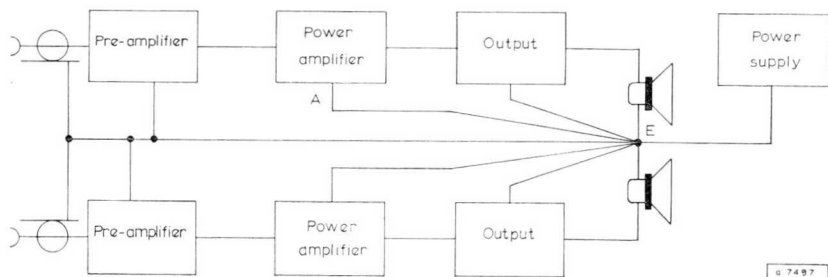 Pre-amplifier
Power
amplifier
Output
Power
supply
A
E
Pre-amplifier
Power
amplifier
Output
a 7497